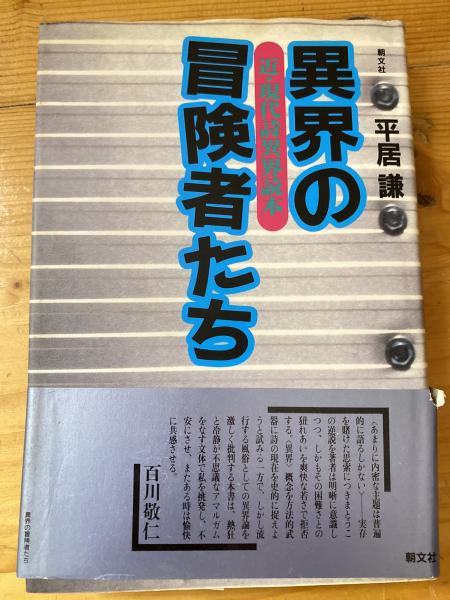 異界の
冒険者たち
近・現代詩異界読本
平居謙
朝文社
〈あまりに内密な主題は普遍
的に語るしかない〉――実存
を賭けた思索につきまとうこ
の逆説を著者は明晰に意識し
つつ、しかもその困難さとの
狃れあいを爽快な若さで拒否
する。〈異界〉概念を方法的武
器に詩の現在を史的に捉えよ
うと試みる一方で、しかし流
行する風俗としての異界論を
激しく批判する本書は、熱狂
と冷静が不思議なアマルガム
をなす文体で私を挑発し、不
安にさせ、またある時は愉快
に共感させる。
百川敬仁
朝文社
異界の冒険者たち